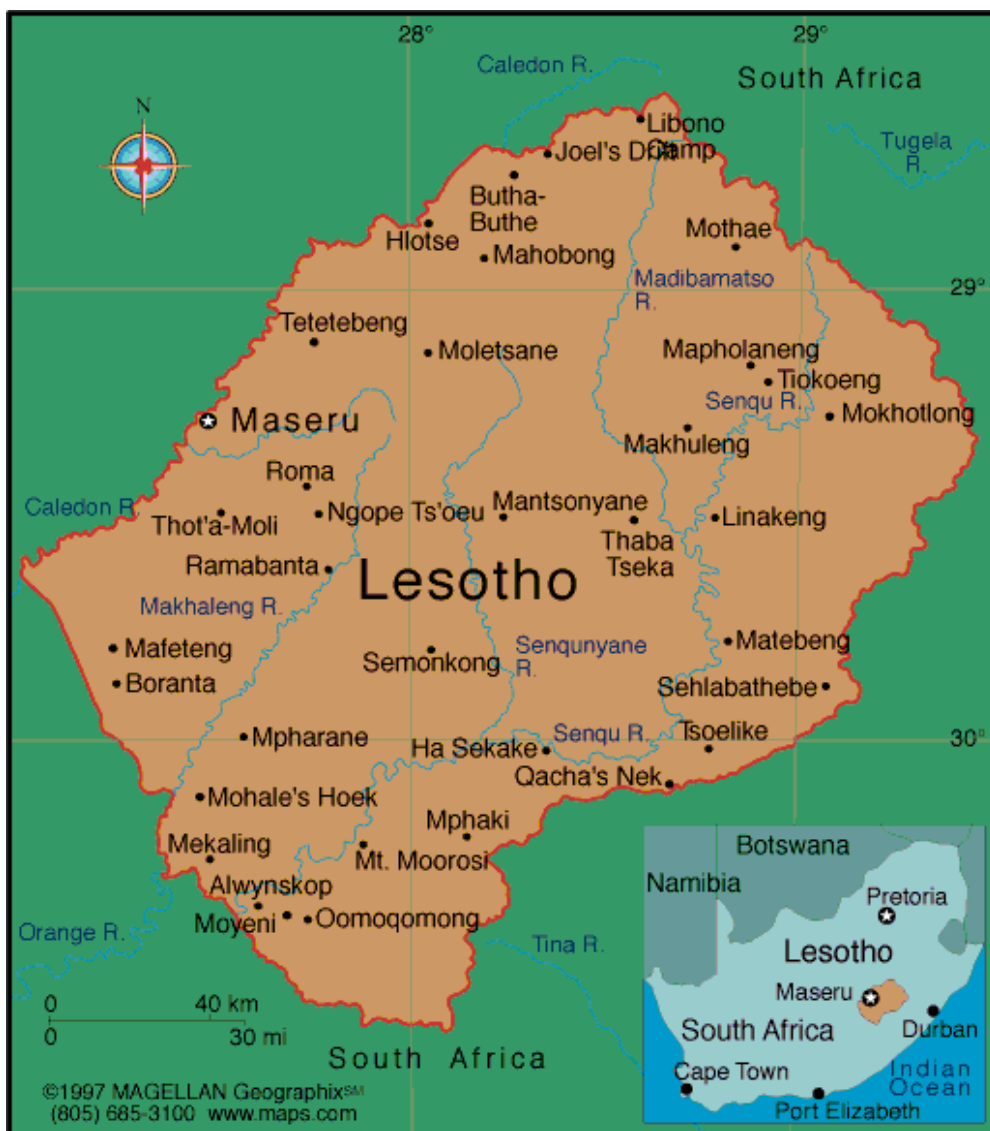 28°
29°
Caledon R.
South Africa
N
Libono
Camp
Joel's Drift
Tugela
R.
Butha-
Buthe
Hlotse
Mahobong
Mothae
Madibamatso
R.
29°
Tetetebeng
Moletsane
Mapholaneng
Tiokoeng
Senqu R.
Mokhotlong
Maseru
Makhuleng
Roma
Caledon R.
Thot'a-Moli
Ngope Ts'oeu
Mantsonyane
Linakeng
Thaba
Tseka
Ramabanta
Lesotho
Makhaleng R.
Mafeteng
Semonkong
Senqunyane
R.
Matebeng
Boranta
Sehlabathebe
Mpharane
Ha Sekake
Senqu R.
Tsoelike
30°
Qacha's Nek
Mohale's Hoek
Mphaki
Mekaling
Mt. Moorosi
Alwynskop
Moyeni
Oomoqomong
Orange R.
Tina R.
0 40 km
0 30 mi
South Africa
©1997 MAGELLAN Geographix℠
(805) 685-3100 www.maps.com
Botswana
Namibia
Pretoria
Lesotho
Maseru
South Africa
Durban
Cape Town
Indian
Ocean
Port Elizabeth